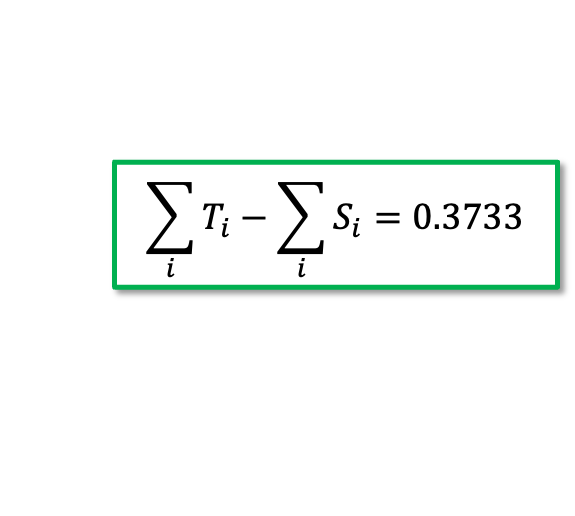 ∑ᵢ Tᵢ − ∑ᵢ Sᵢ = 0.3733